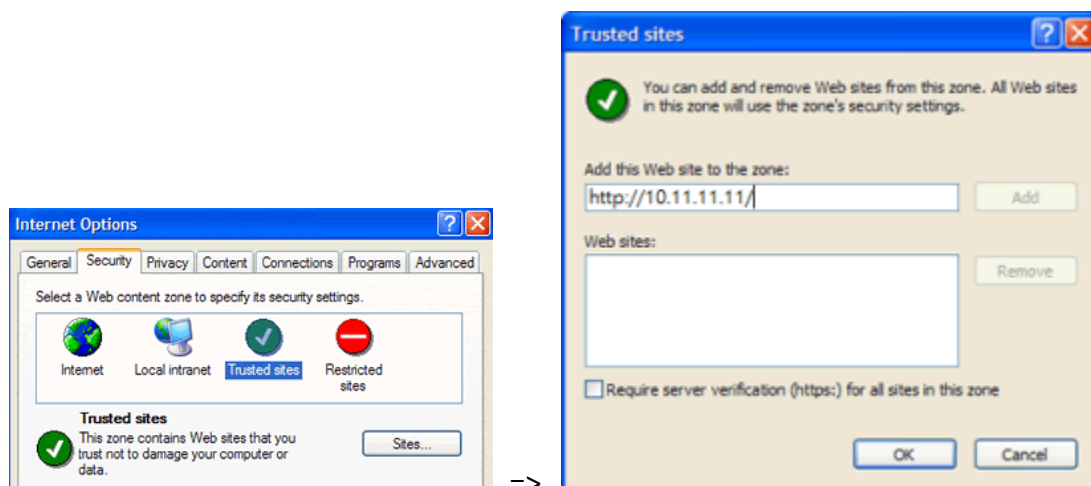 Internet Options
General Security Privacy Content Connections Programs Advanced
Select a Web content zone to specify its security settings.
Internet Local intranet Trusted sites Restricted
sites
Trusted sites
This zone contains Web sites that you
trust not to damage your computer or
data.
Sites...
=>
Trusted sites
You can add and remove Web sites from this zone. All Web sites
in this zone will use the zone's security settings.
Add this Web site to the zone:
http://10.11.11.11/
Add
Web sites:
Remove
Require server verification (https:) for all sites in this zone
OK Cancel